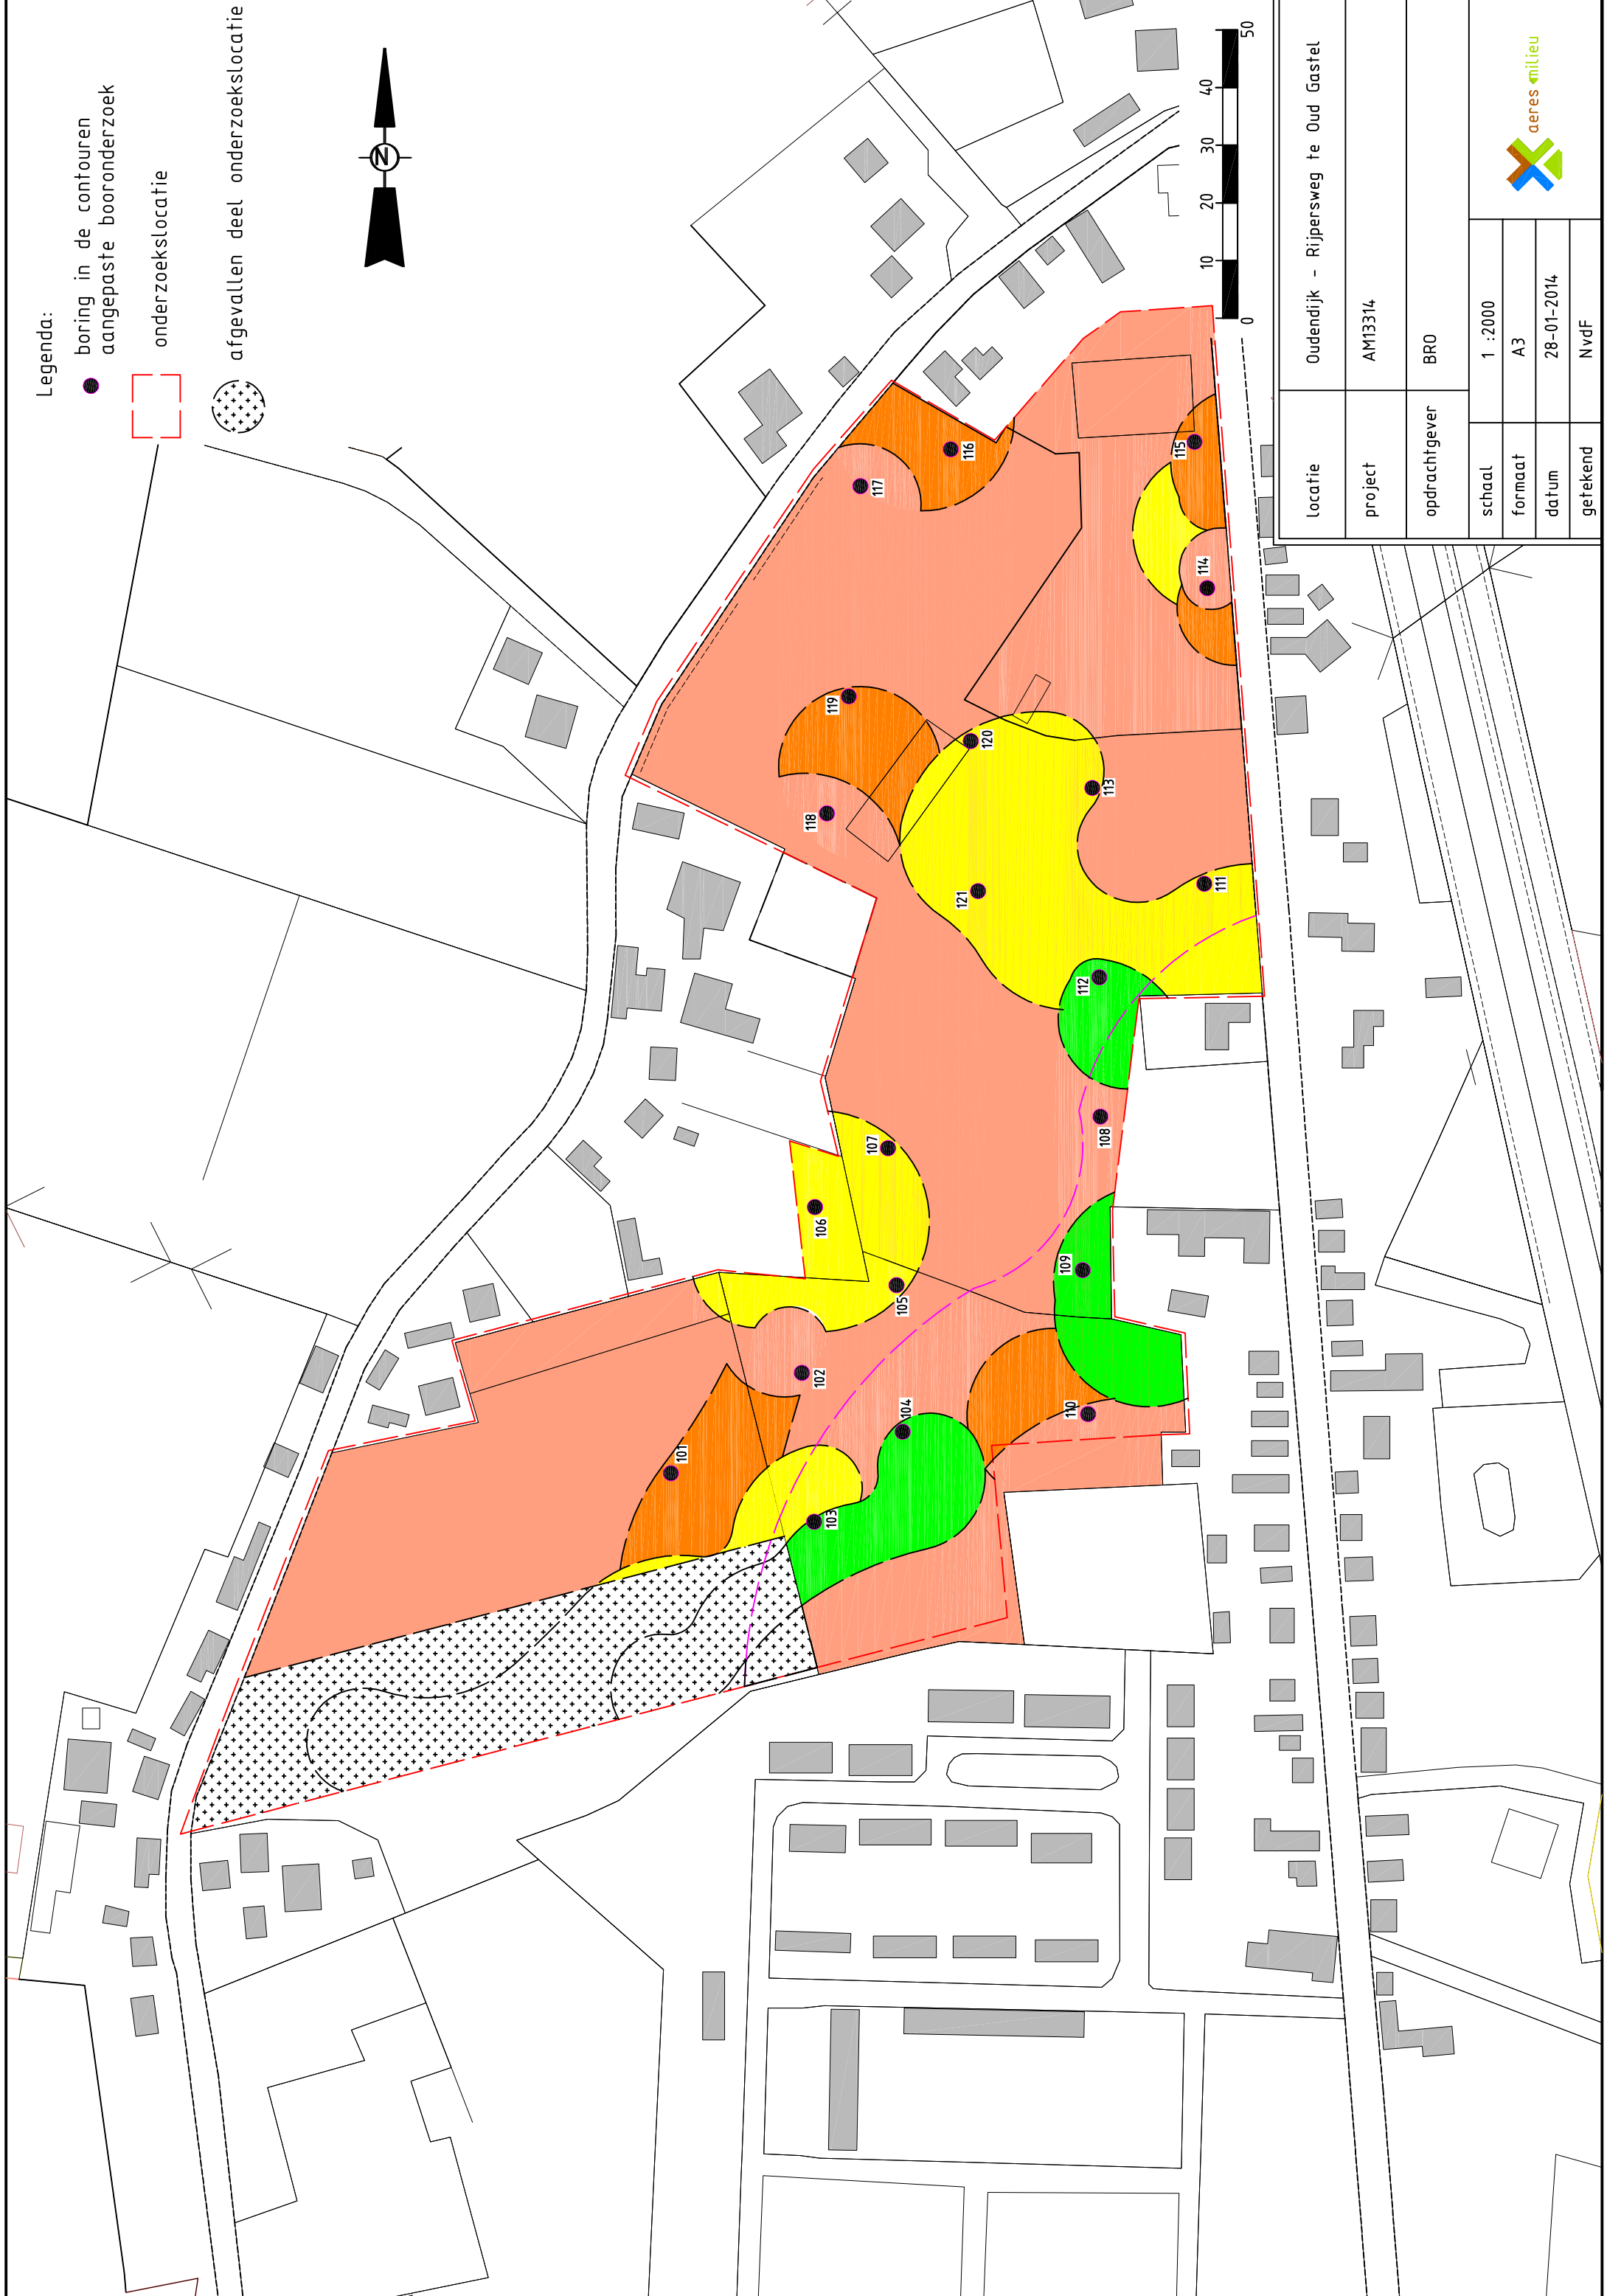 Legenda:
boring in de contouren
aangepaste booronderzoek
onderzoekslocatie
afgevallen deel onderzoekslocatie
N
101
102
103
104
105
106
107
108
109
110
111
112
113
114
115
116
117
118
119
120
121
0 10 20 30 40 50
locatie Oudendijk - Rijpersweg te Oud Gastel
project AM13314
opdrachtgever BRO
schaal 1 :2000
formaat A3
datum 28-01-2014
getekend NvdF
aeres milieu